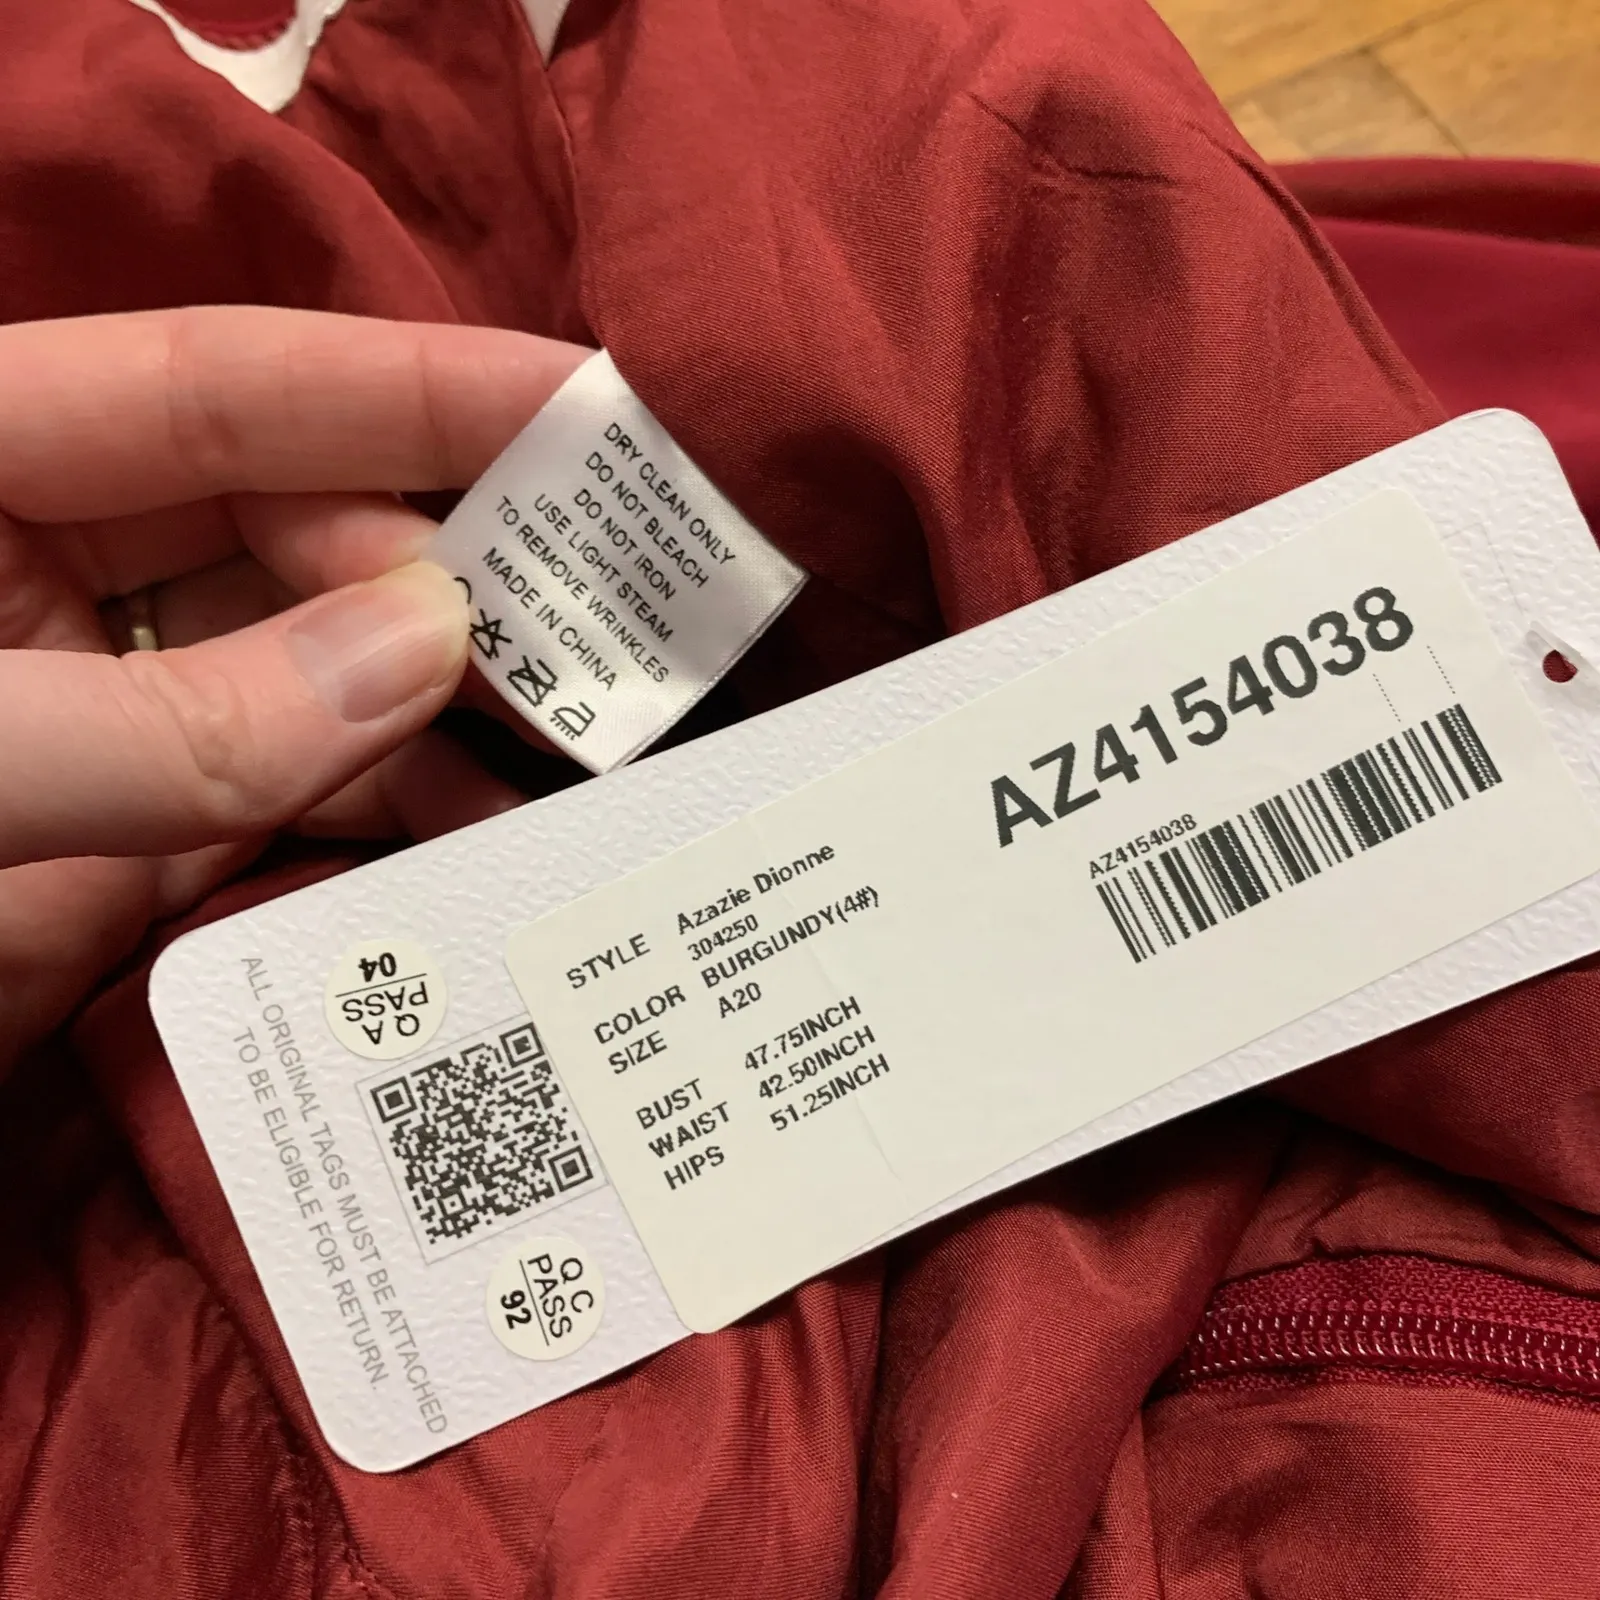 DRY CLEAN ONLY
DO NOT BLEACH
DO NOT IRON
USE LIGHT STEAM
TO REMOVE WRINKLES
MADE IN CHINA
AZ4154038
AZ4154038
STYLE Azazie Dionne
304250
COLOR BURGUNDY(4#)
SIZE A20
BUST 47.75INCH
WAIST 42.50INCH
HIPS 51.25INCH
Q A
PASS
04
Q C
PASS
92
ALL ORIGINAL TAGS MUST BE ATTACHED
TO BE ELIGIBLE FOR RETURN.